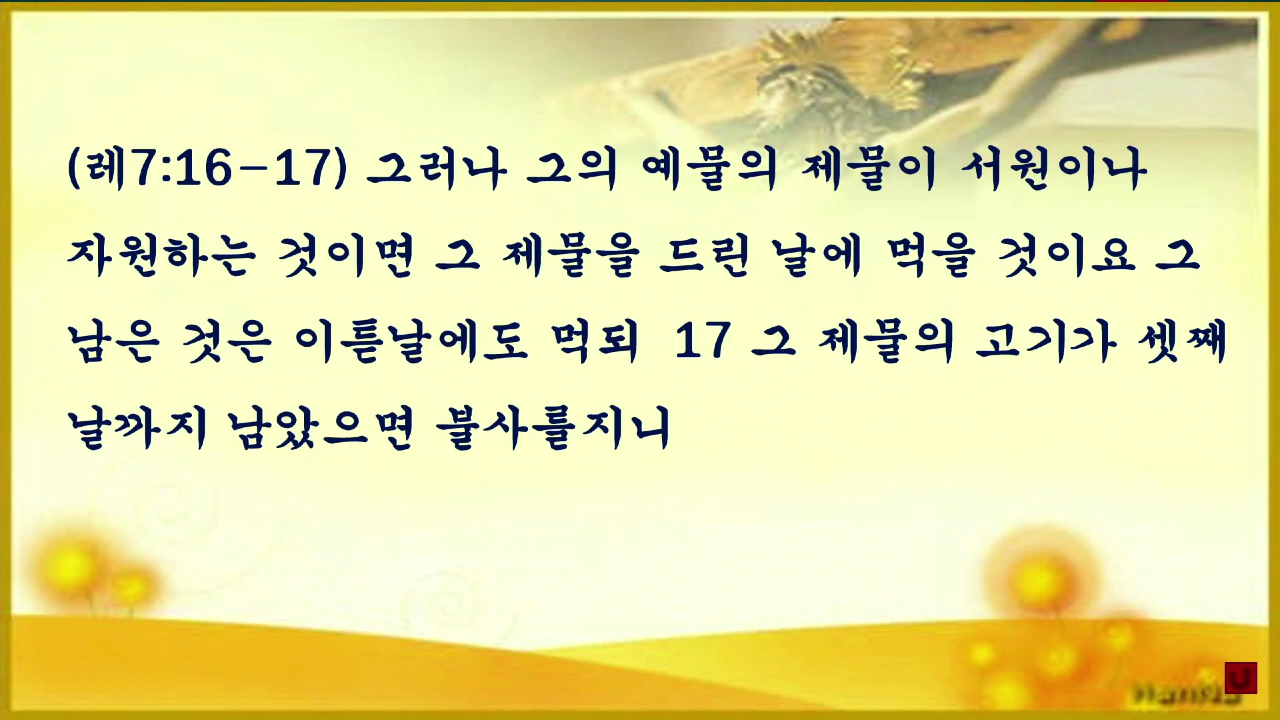 (레7:16-17) 그러나 그의 예물의 제물이 서원이나
자원하는 것이면 그 제물을 드린 날에 먹을 것이요 그
남은 것은 이튿날에도 먹되 17 그 제물의 고기가 셋째
날까지 남았으면 불사를지니